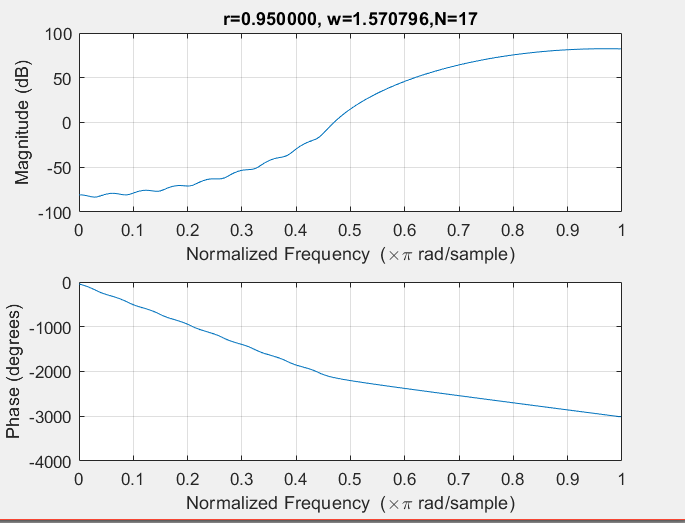 r=0.950000, w=1.570796,N=17
100
50
0
-50
-100
Magnitude (dB)
0 0.1 0.2 0.3 0.4 0.5 0.6 0.7 0.8 0.9 1
Normalized Frequency (×π rad/sample)
0
-1000
-2000
-3000
-4000
Phase (degrees)
0 0.1 0.2 0.3 0.4 0.5 0.6 0.7 0.8 0.9 1
Normalized Frequency (×π rad/sample)